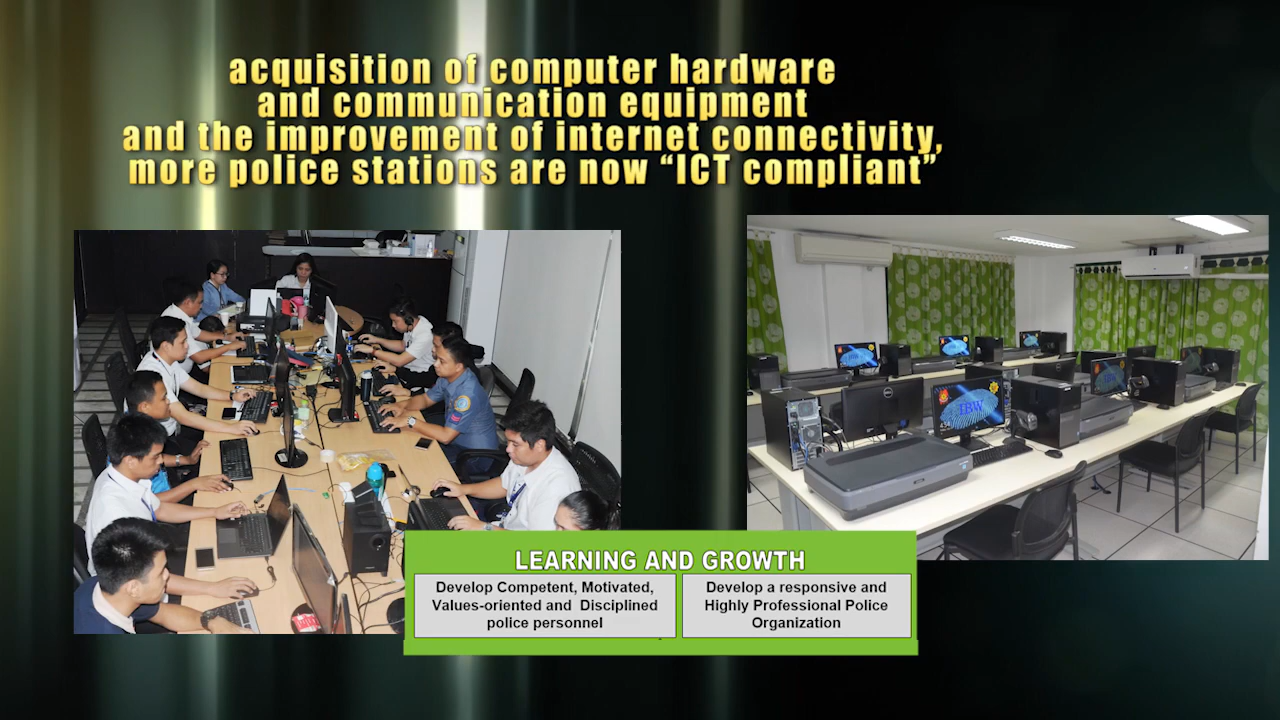 acquisition of computer hardware
and communication equipment
and the improvement of internet connectivity,
more police stations are now “ICT compliant”
LEARNING AND GROWTH
Develop Competent, Motivated,
Values-oriented and Disciplined
police personnel
Develop a responsive and
Highly Professional Police
Organization